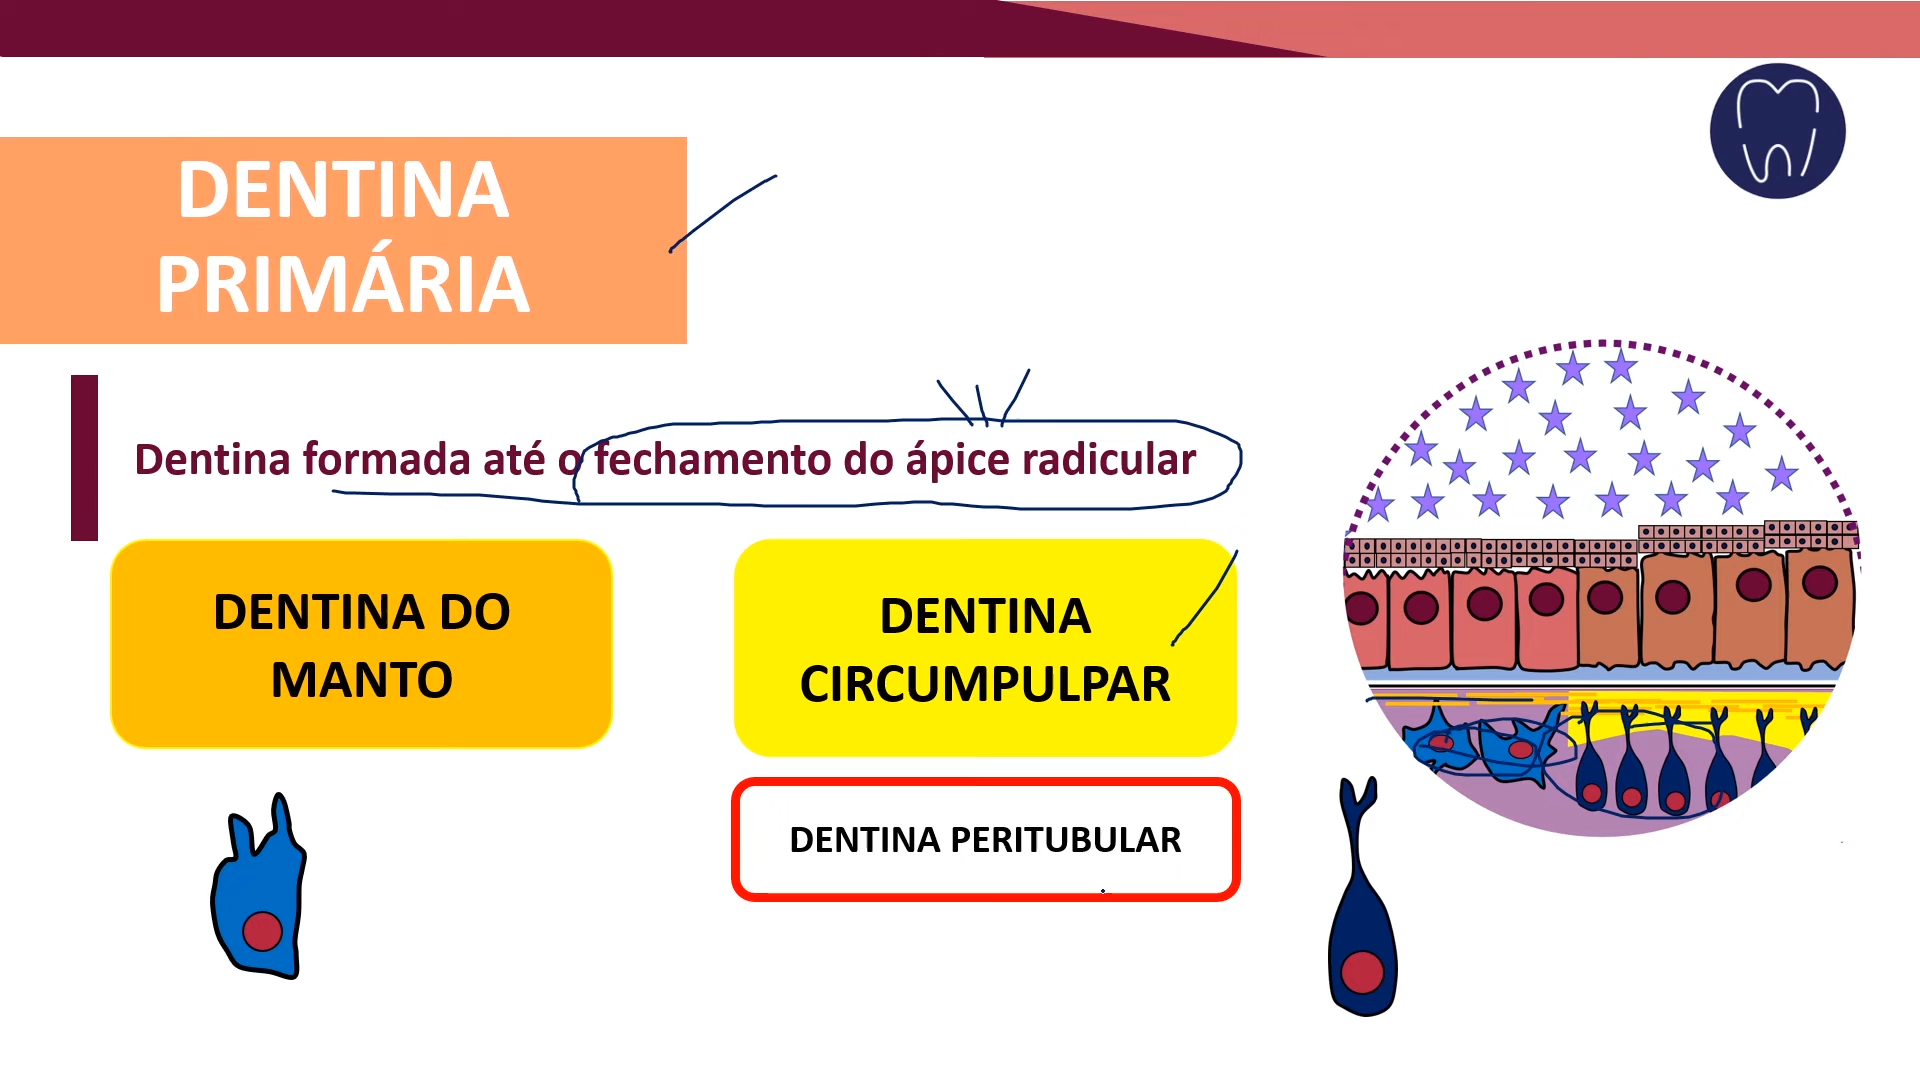 DENTINA
PRIMÁRIA
Dentina formada até o fechamento do ápice radicular
DENTINA DO
MANTO
DENTINA
CIRCUMPULPAR
DENTINA PERITUBULAR